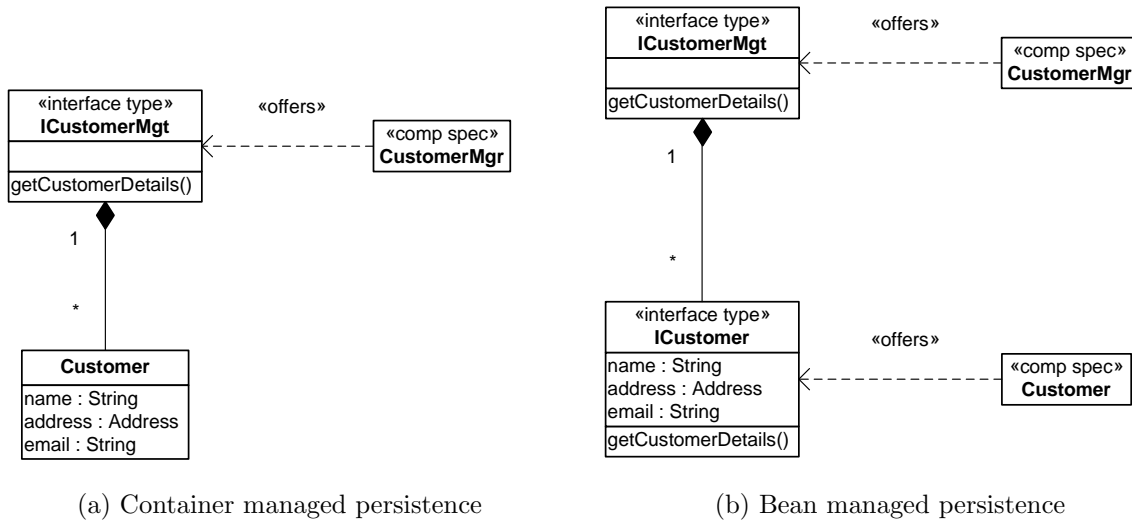 «interface type»
ICustomerMgt
getCustomerDetails()
«offers»
«comp spec»
CustomerMgr
1
*
Customer
name : String
address : Address
email : String
(a) Container managed persistence
«interface type»
ICustomerMgt
getCustomerDetails()
«offers»
«comp spec»
CustomerMgr
1
*
«interface type»
ICustomer
name : String
address : Address
email : String
getCustomerDetails()
«offers»
«comp spec»
Customer
(b) Bean managed persistence